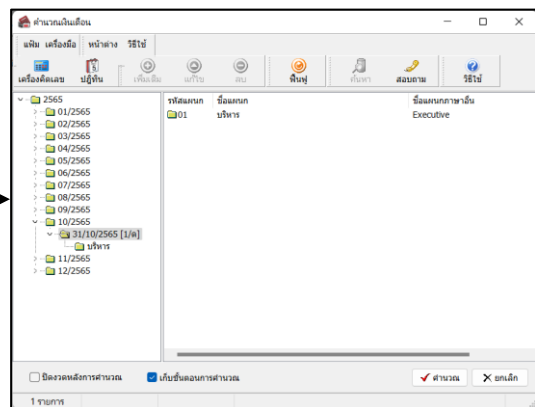 คำนวณเงินเดือน
แฟ้ม เครื่องมือ หน้าต่าง วิธีใช้
เครื่องคิดเลข ปฏิทิน เพิ่มเติม แก้ไข ลบ ฟื้นฟู ค้นหา สอบถาม วิธีใช้
2565
01/2565
02/2565
03/2565
04/2565
05/2565
06/2565
07/2565
08/2565
09/2565
10/2565
31/10/2565 [1/ด]
บริหาร
11/2565
12/2565
รหัสแผนก ชื่อแผนก ชื่อแผนกภาษาอื่น
01 บริหาร Executive
ปิดงวดหลังการคำนวณ เก็บขั้นตอนการคำนวณ คำนวณ ยกเลิก
1 รายการ